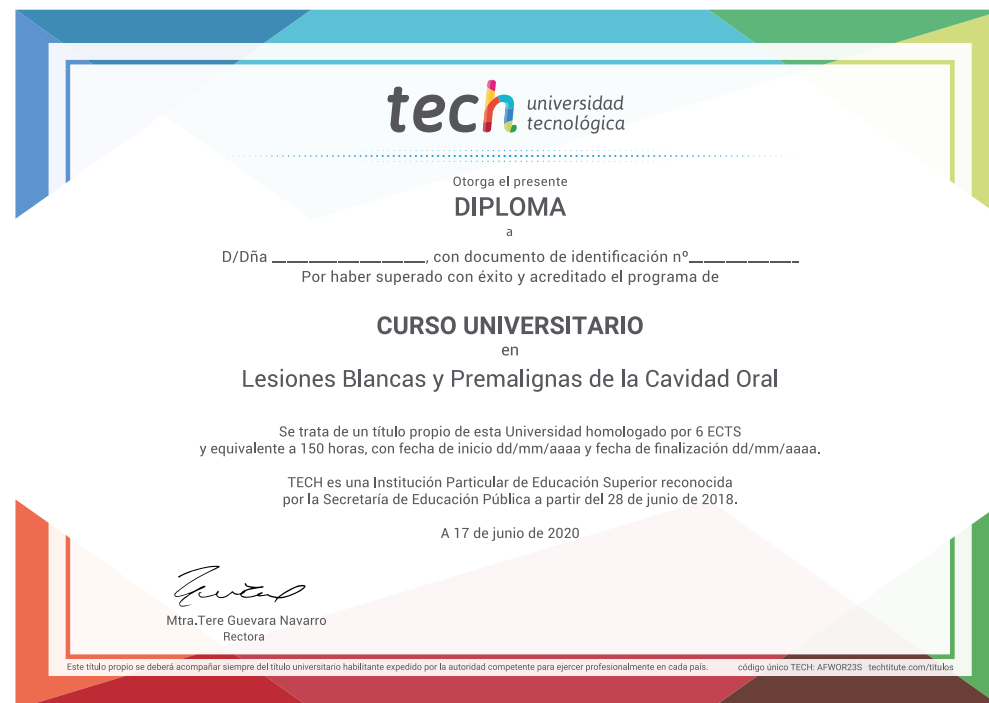 tech universidad
tecnológica
Otorga el presente
DIPLOMA
a
D/Dña __________________, con documento de identificación nº______________
Por haber superado con éxito y acreditado el programa de
CURSO UNIVERSITARIO
en
Lesiones Blancas y Premalignas de la Cavidad Oral
Se trata de un título propio de esta Universidad homologado por 6 ECTS
y equivalente a 150 horas, con fecha de inicio dd/mm/aaaa y fecha de finalización dd/mm/aaaa.
TECH es una Institución Particular de Educación Superior reconocida
por la Secretaría de Educación Pública a partir del 28 de junio de 2018.
A 17 de junio de 2020
Mtra.Tere Guevara Navarro
Rectora
Este título propio se deberá acompañar siempre del título universitario habilitante expedido por la autoridad competente para ejercer profesionalmente en cada país. código único TECH: AFWOR23S techtitute.com/titulos